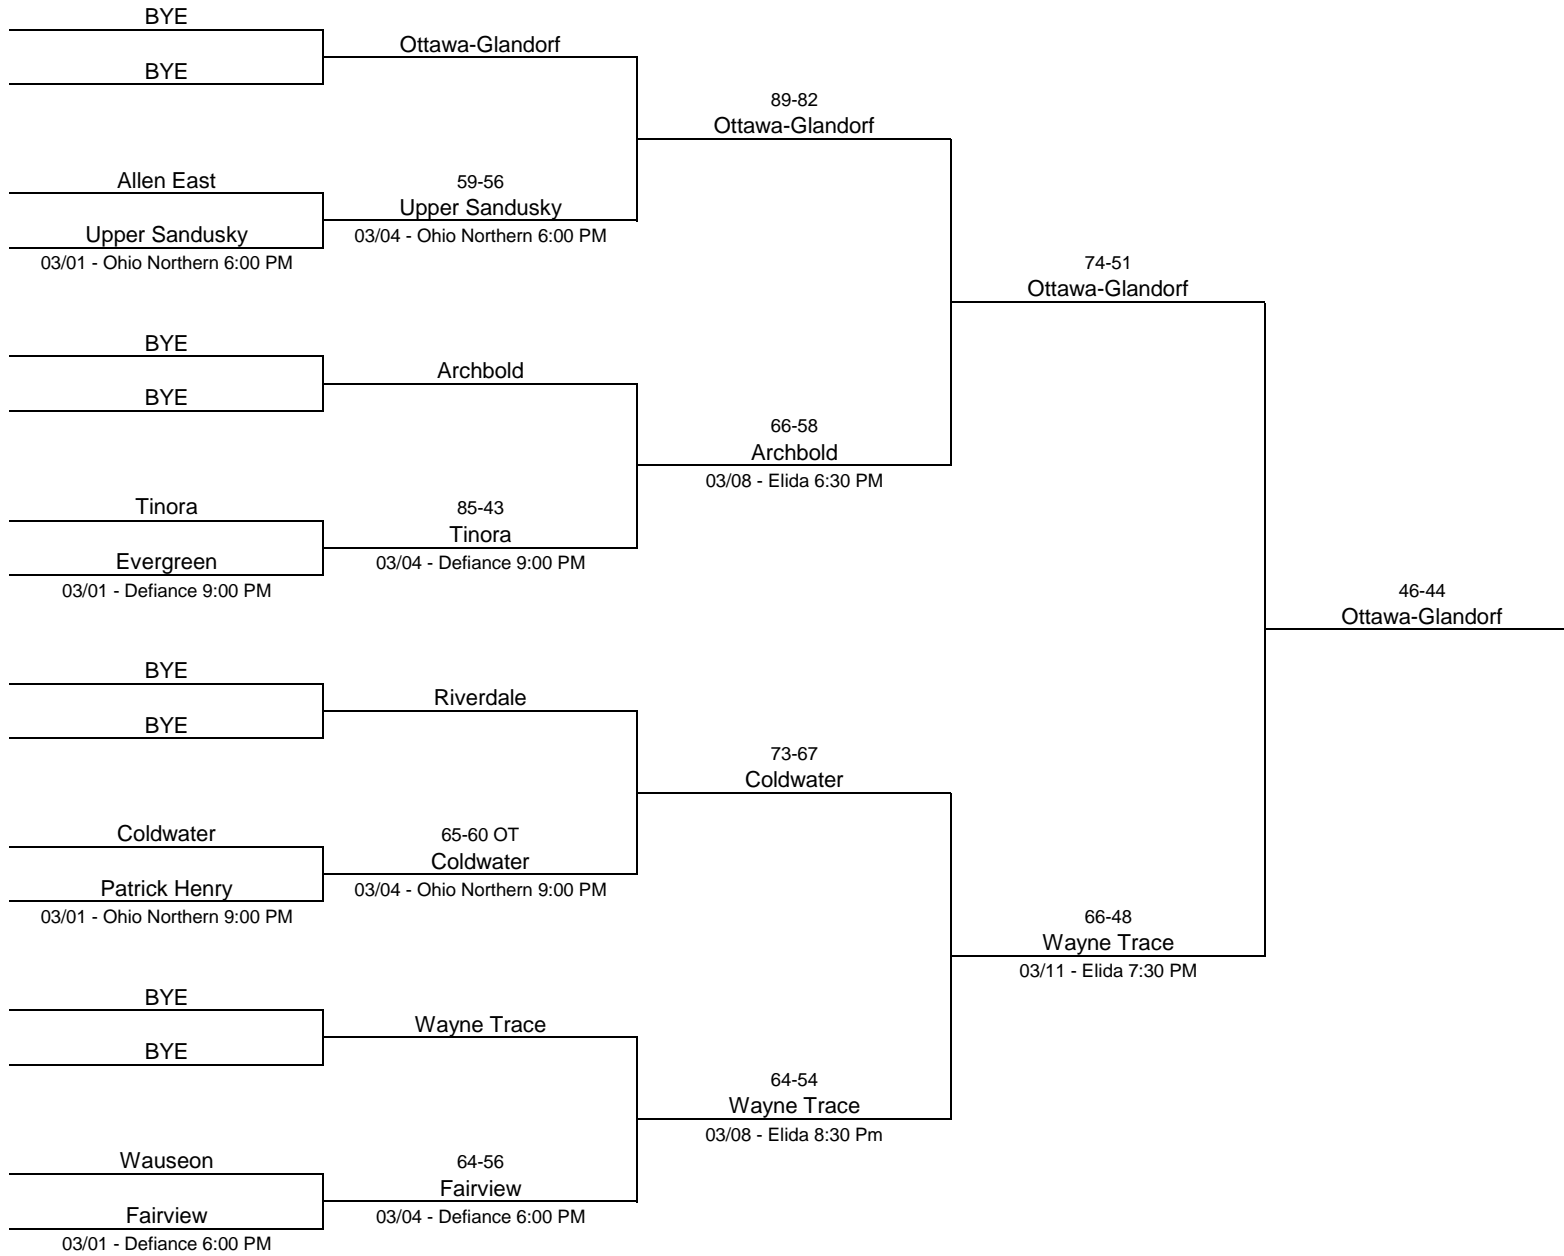 BYE
Ottawa-Glandorf
BYE
89-82
Ottawa-Glandorf
Allen East
59-56
Upper Sandusky
Upper Sandusky
03/04 - Ohio Northern 6:00 PM
03/01 - Ohio Northern 6:00 PM
74-51
Ottawa-Glandorf
BYE
Archbold
BYE
66-58
Archbold
03/08 - Elida 6:30 PM
Tinora
85-43
Tinora
Evergreen
03/04 - Defiance 9:00 PM
03/01 - Defiance 9:00 PM
46-44
Ottawa-Glandorf
BYE
Riverdale
BYE
73-67
Coldwater
Coldwater
65-60 OT
Coldwater
Patrick Henry
03/04 - Ohio Northern 9:00 PM
03/01 - Ohio Northern 9:00 PM
66-48
Wayne Trace
03/11 - Elida 7:30 PM
BYE
Wayne Trace
BYE
64-54
Wayne Trace
03/08 - Elida 8:30 Pm
Wauseon
64-56
Fairview
Fairview
03/04 - Defiance 6:00 PM
03/01 - Defiance 6:00 PM